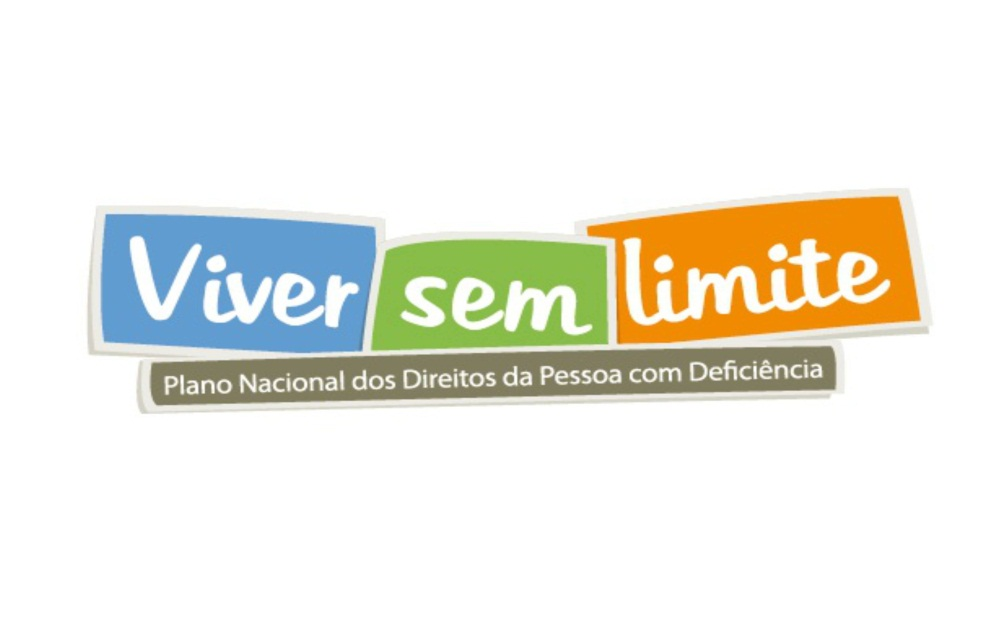 Viver sem limite
Plano Nacional dos Direitos da Pessoa com Deficiência